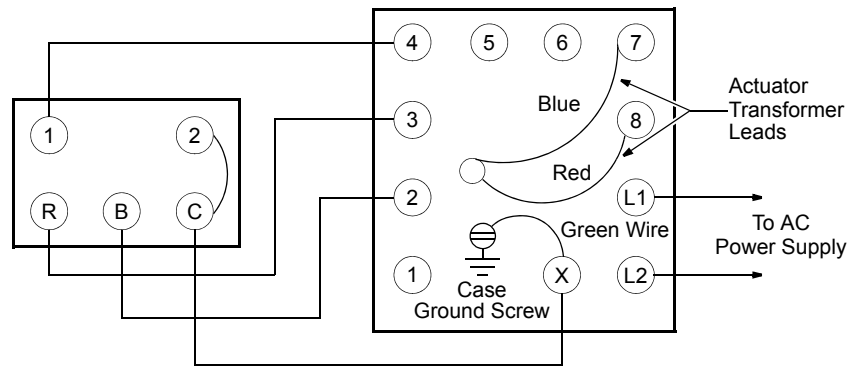 4
5
6
7
Blue
Actuator
Transformer
Leads
1
2
3
8
Red
R
B
C
2
L1
Green Wire
To AC
Power Supply
1
Case
Ground Screw
X
L2